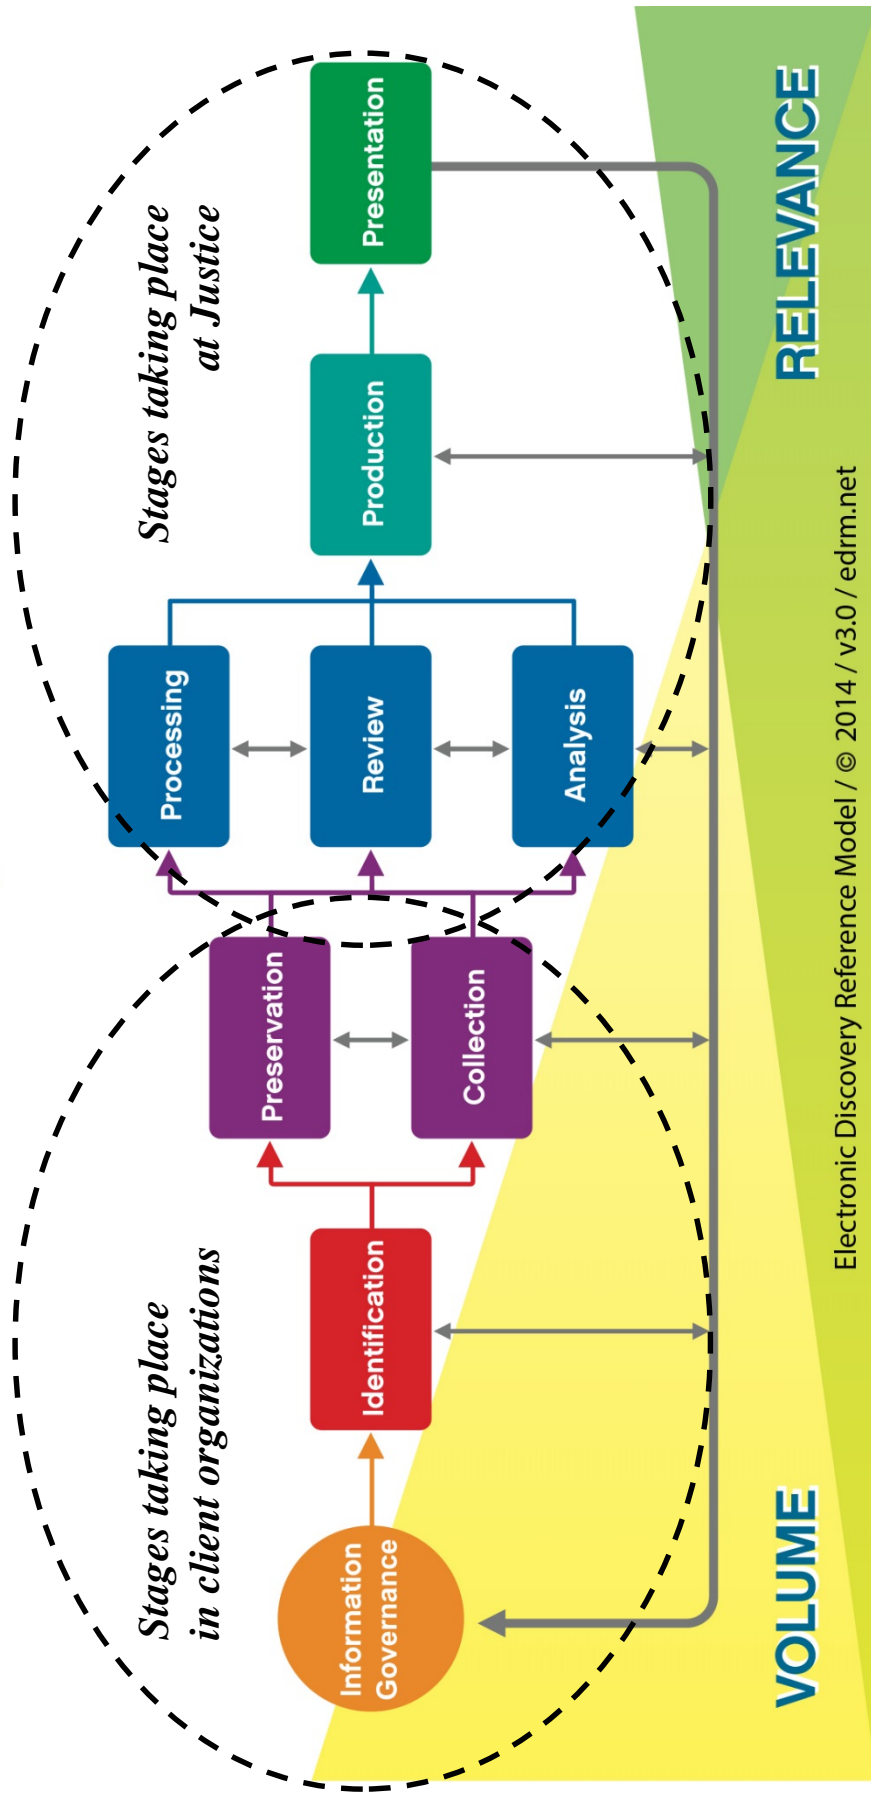 Stages taking place
in client organizations
Stages taking place
at Justice
Information
Governance
Identification
Preservation
Collection
Processing
Review
Analysis
Production
Presentation
VOLUME
RELEVANCE
Electronic Discovery Reference Model / © 2014 / v3.0 / edrm.net